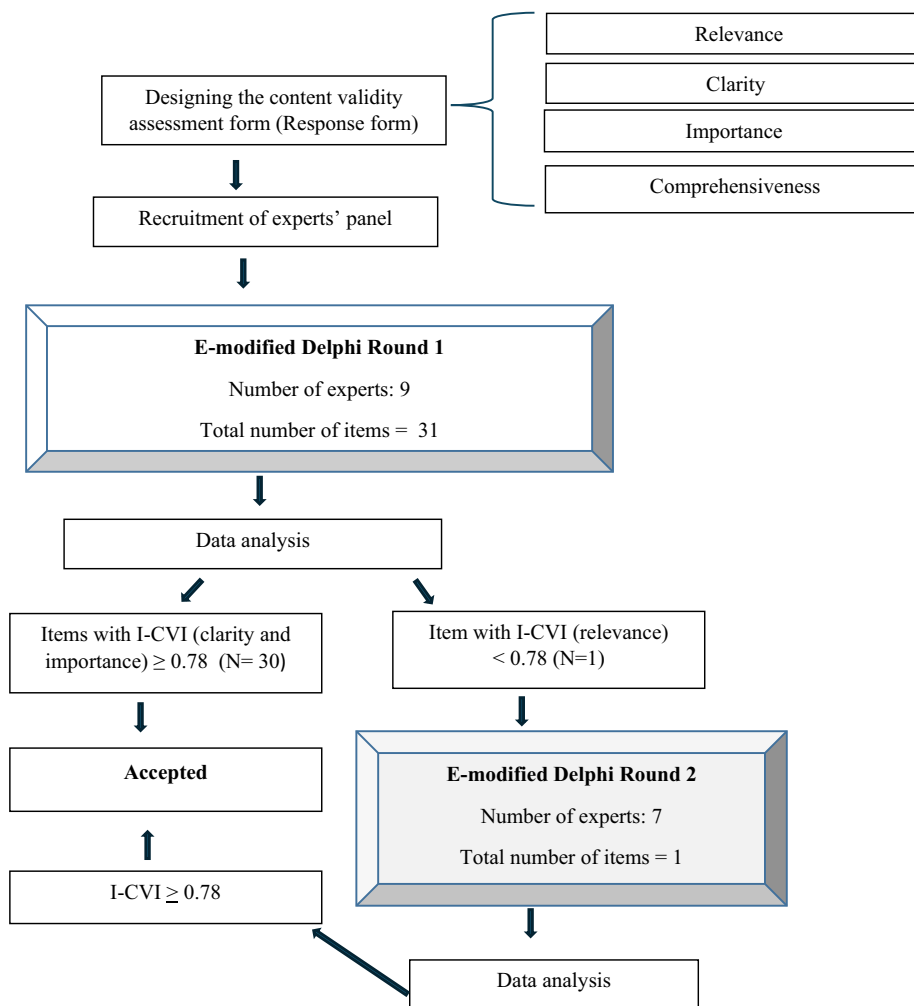 Relevance
Clarity
Importance
Comprehensiveness
Designing the content validity
assessment form (Response form)
Recruitment of experts’ panel
E-modified Delphi Round 1
Number of experts: 9
Total number of items = 31
Data analysis
Items with I-CVI (clarity and
importance) ≥ 0.78 (N= 30)
Item with I-CVI (relevance)
< 0.78 (N=1)
Accepted
E-modified Delphi Round 2
Number of experts: 7
Total number of items = 1
I-CVI ≥ 0.78
Data analysis